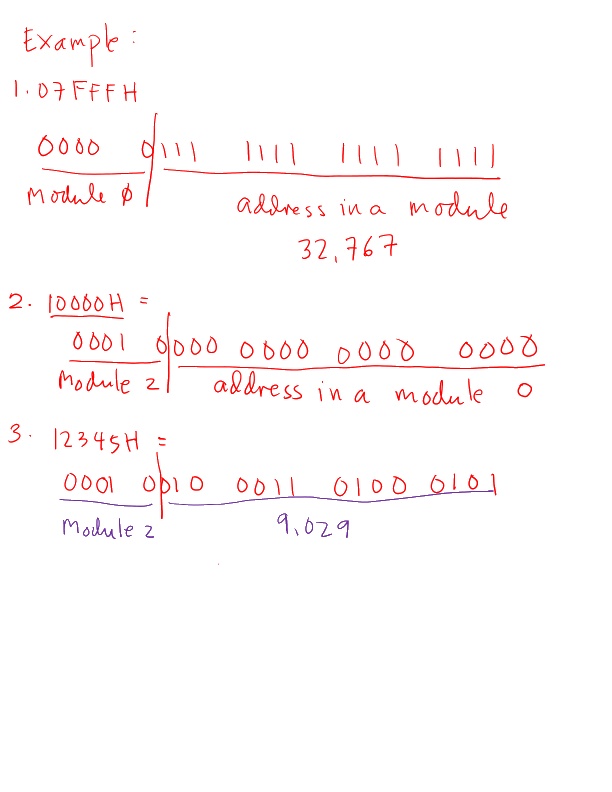 Example:
1. 07FFFH
0000 0|111 1111 1111 1111
Module ø address in a module
32,767
2. 10000H =
0001 0|000 0000 0000 0000
Module 2 address in a module 0
3. 12345H =
0001 0|010 0011 0100 0101
Module 2 9,029